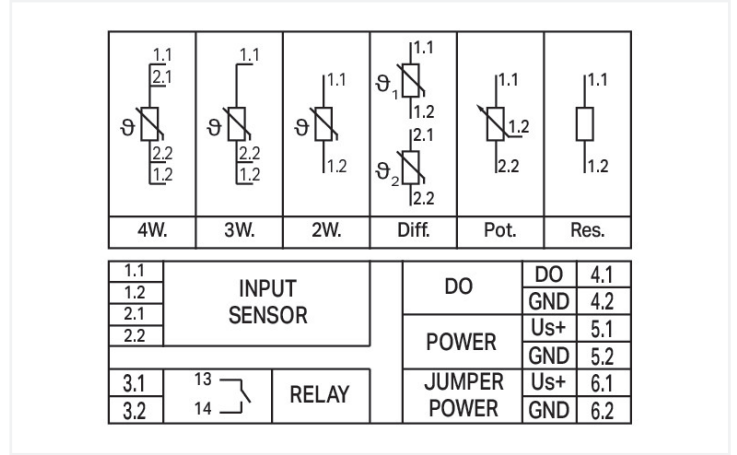 1.1 1.1 1.1
2.1 1.1 1.1 1.1
ϑ ϑ ϑ ϑ1 1.2 1.2
2.1
2.2 2.2 1.2 ϑ2 2.2 1.2
1.2 1.2 2.2
4W. 3W. 2W. Diff. Pot. Res.
1.1 INPUT SENSOR DO DO 4.1
1.2 GND 4.2
2.1 POWER Us+ 5.1
2.2 GND 5.2
3.1 13 RELAY JUMPER POWER Us+ 6.1
3.2 14 GND 6.2